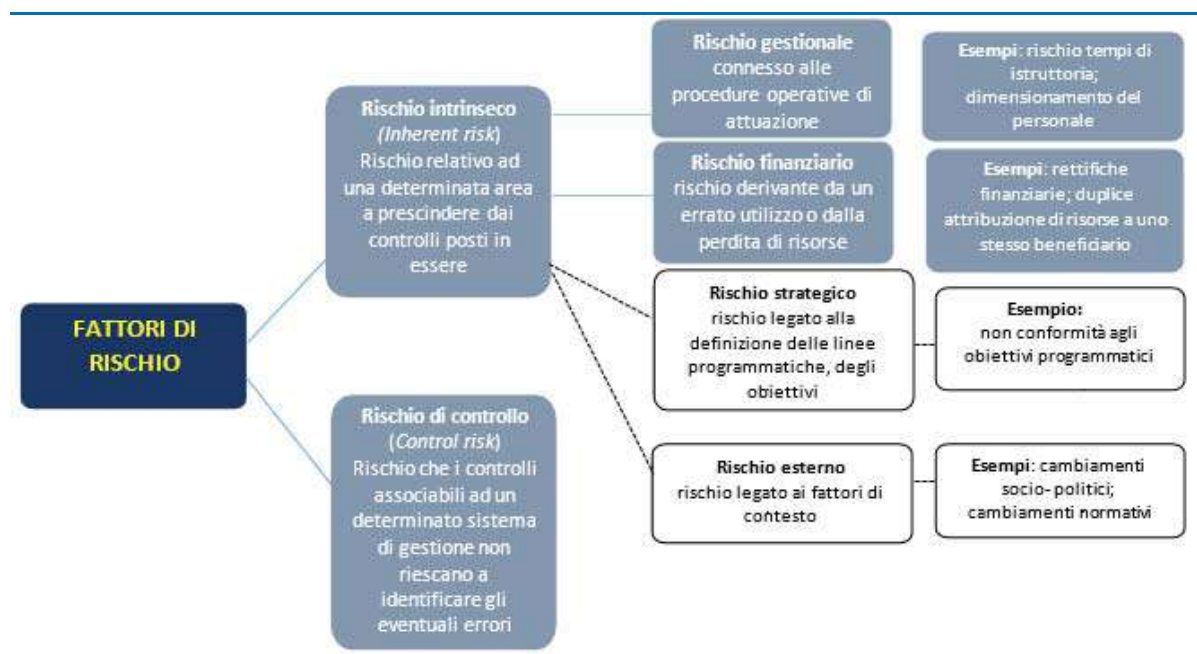 FATTORI DI
RISCHIO
Rischio intrinseco
(Inherent risk)
Rischio relativo ad
una determinata area
a prescindere dai
controlli posti in
essere
Rischio di controllo
(Control risk)
Rischio che i controlli
associabili ad un
determinato sistema
di gestione non
riescano a
identificare gli
eventuali errori
Rischio gestionale
connesso alle
procedure operative di
attuazione
Esempi: rischio tempi di
istruttoria;
dimensionamento del
personale
Rischio finanziario
rischio derivante da un
errato utilizzo o dalla
perdita di risorse
Esempi: rettifiche
finanziarie; duplice
attribuzione di risorse a uno
stesso beneficiario
Rischio strategico
rischio legato alla
definizione delle linee
programmatiche, degli
obiettivi
Esempio:
non conformità agli
obiettivi programmatici
Rischio esterno
rischio legato ai fattori di
contesto
Esempi: cambiamenti
socio- politici;
cambiamenti normativi